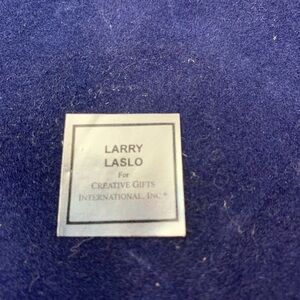 LARRY
LASLO
For
CREATIVE GIFTS
INTERNATIONAL, INC.®